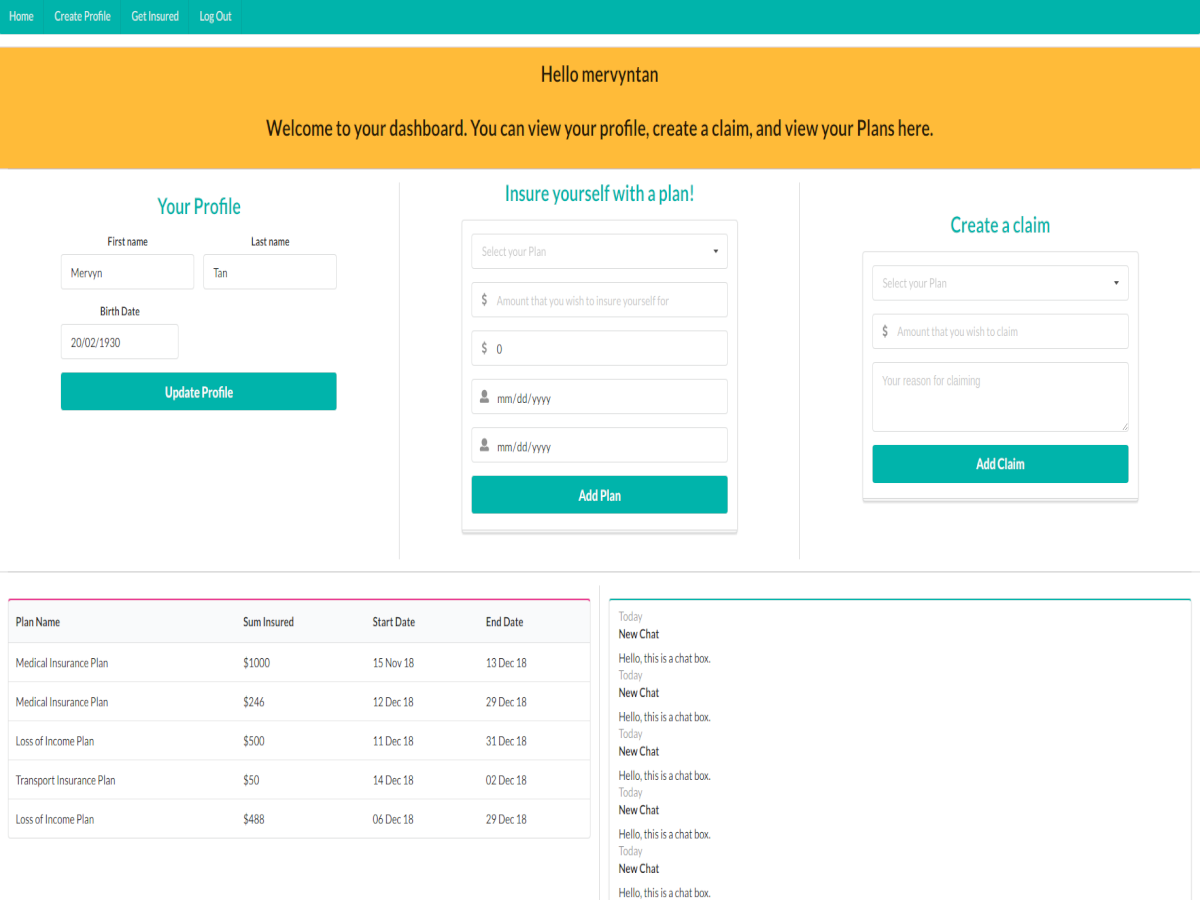 Home Create Profile Get Insured Log Out
Hello mervyntan
Welcome to your dashboard. You can view your profile, create a claim, and view your Plans here.
Your Profile
First name Last name
Mervyn Tan
Birth Date
20/02/1930
Update Profile
Insure yourself with a plan!
Select your Plan
$ Amount that you wish to insure yourself for
$ 0
mm/dd/yyyy
mm/dd/yyyy
Add Plan
Create a claim
Select your Plan
$ Amount that you wish to claim
Your reason for claiming
Add Claim
Plan Name Sum Insured Start Date End Date
Medical Insurance Plan $1000 15 Nov 18 13 Dec 18
Medical Insurance Plan $246 12 Dec 18 29 Dec 18
Loss of Income Plan $500 11 Dec 18 31 Dec 18
Transport Insurance Plan $50 14 Dec 18 02 Dec 18
Loss of Income Plan $488 06 Dec 18 29 Dec 18
Today
New Chat
Hello, this is a chat box.
Today
New Chat
Hello, this is a chat box.
Today
New Chat
Hello, this is a chat box.
Today
New Chat
Hello, this is a chat box.
Today
New Chat
Hello, this is a chat box.